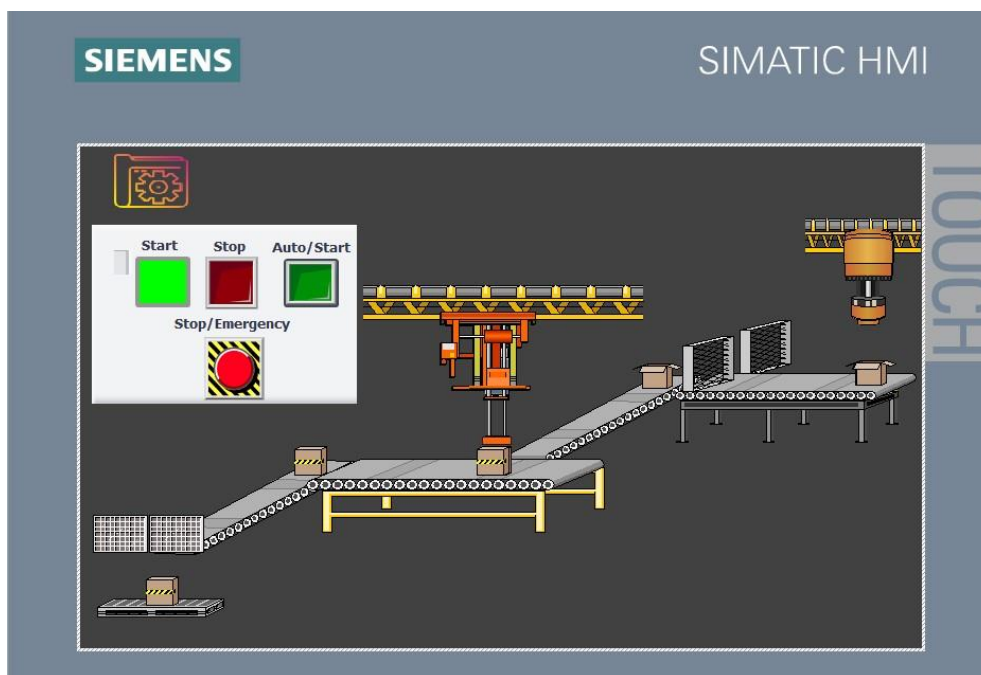 SIEMENS
SIMATIC HMI
TOUCH
Start Stop Auto/Start
Stop/Emergency